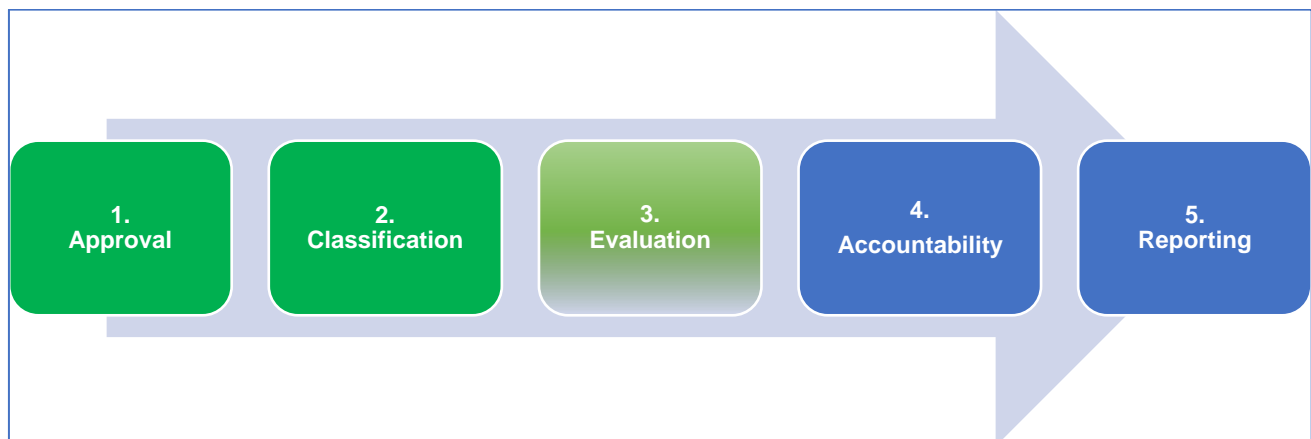 1.
Approval
2.
Classification
3.
Evaluation
4.
Accountability
5.
Reporting